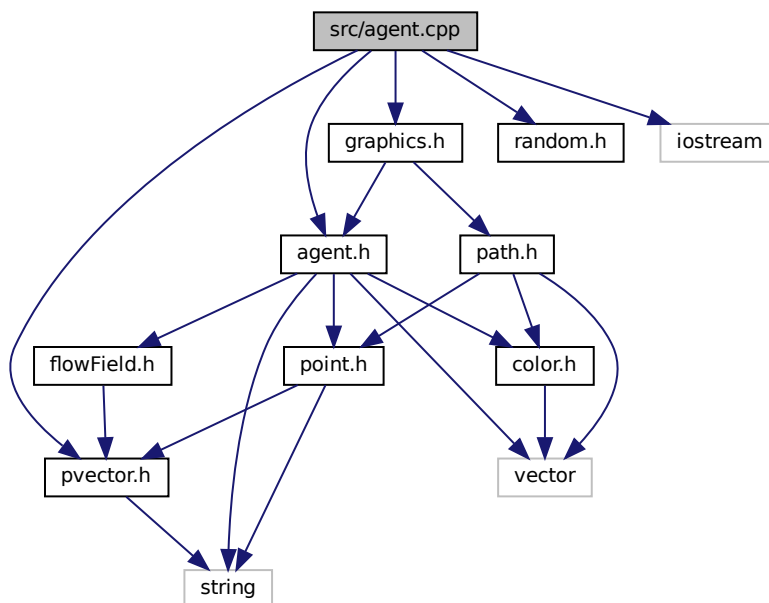 src/agent.cpp
graphics.h
random.h
iostream
agent.h
path.h
flowField.h
point.h
color.h
pvector.h
vector
string